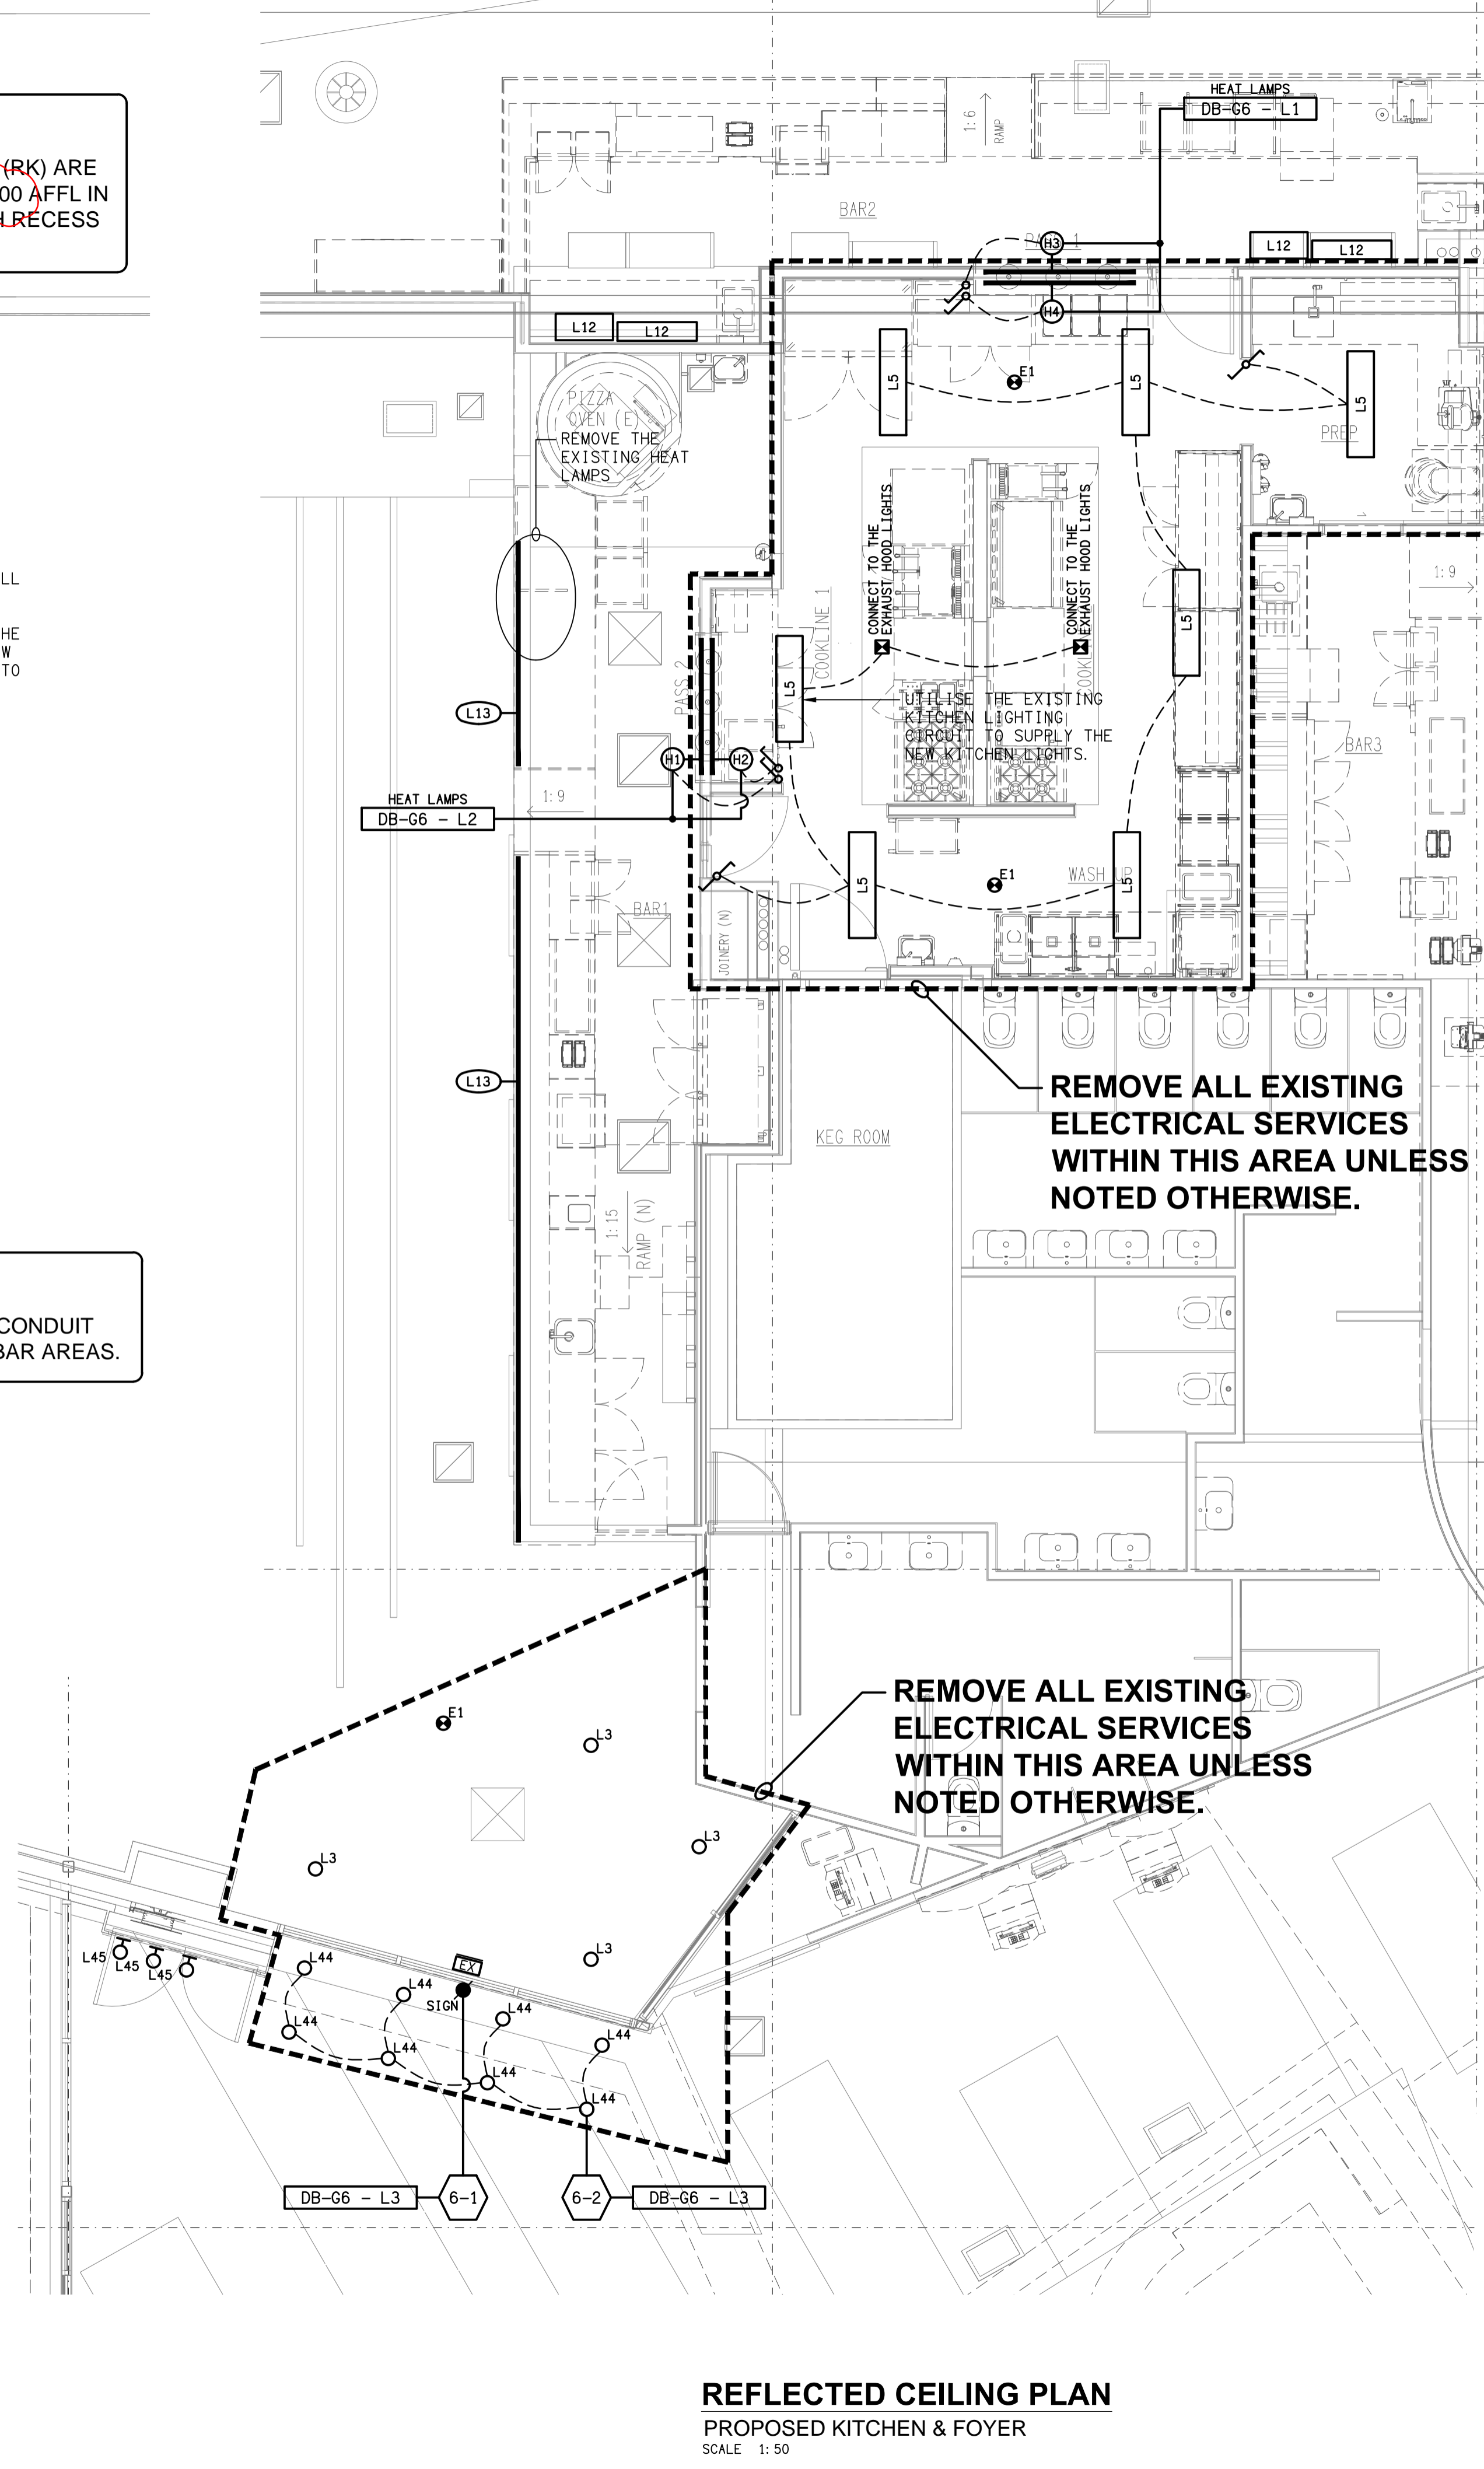 (RK) ARE
00 AFFL IN
RECESS
LL
HE
W
TO
CONDUIT
BAR AREAS.
HEAT LAMPS
DB-G6 - L1
1:6
RAMP
BAR2
H3
L12
L12
L12
L12
H4
L5
E1
L5
L5
PREP
PIZZA
OVEN (E)
REMOVE THE
EXISTING HEAT
LAMPS
CONNECT TO THE
EXHAUST HOOD LIGHTS
CONNECT TO THE
EXHAUST HOOD LIGHTS
1:9
L5
COOKLINE 1
L5
PASS 2
L13
UTILISE THE EXISTING
KITCHEN LIGHTING
CIRCUIT TO SUPPLY THE
NEW KITCHEN LIGHTS.
BAR3
H1
H2
1:9
HEAT LAMPS
DB-G6 - L2
L5
E1
WASH UP
L5
BAR1
JOINERY (N)
L13
REMOVE ALL EXISTING
ELECTRICAL SERVICES
WITHIN THIS AREA UNLESS
NOTED OTHERWISE.
KEG ROOM
1:15
RAMP (N)
REMOVE ALL EXISTING
ELECTRICAL SERVICES
WITHIN THIS AREA UNLESS
NOTED OTHERWISE.
E1
L3
L3
L3
L3
L45
L45
L45
EX
SIGN
L44
L44
L44
L44
L44
L44
L44
L44
DB-G6 - L3
6-1
6-2
DB-G6 - L3
REFLECTED CEILING PLAN
PROPOSED KITCHEN & FOYER
SCALE 1:50